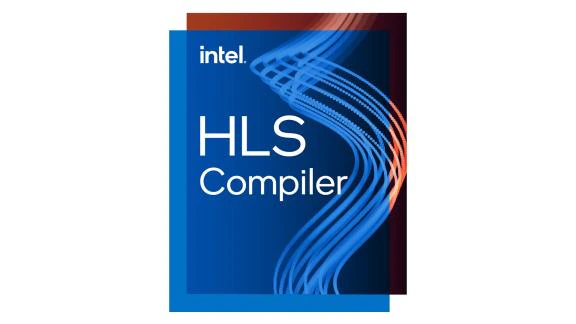 intel.
HLS
Compiler